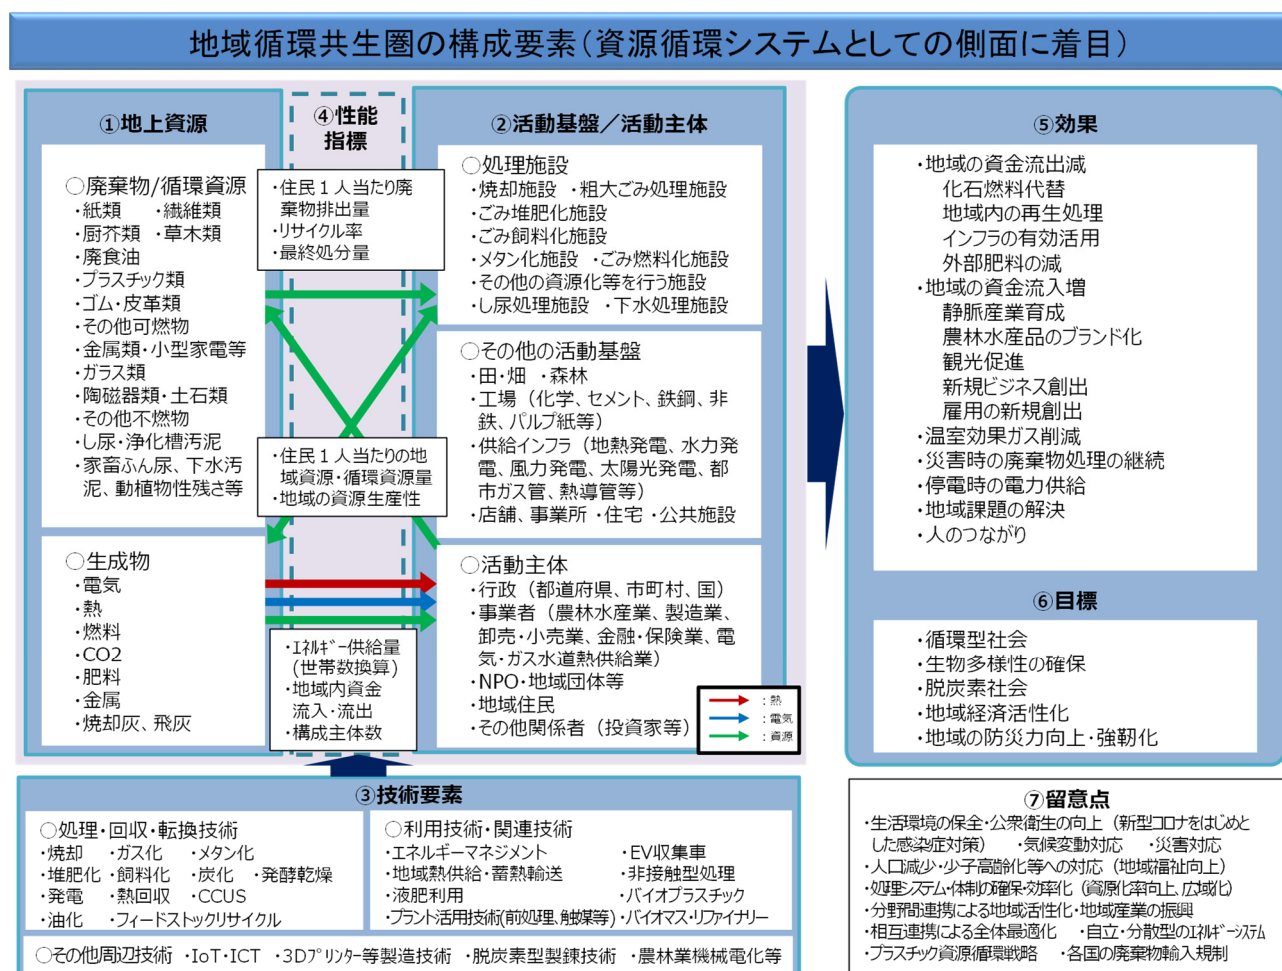 地域循環共生圏の構成要素（資源循環システムとしての側面に着目）
①地上資源
○廃棄物/循環資源
・紙類　・繊維類
・厨芥類　・草木類
・廃食油
・プラスチック類
・ゴム・皮革類
・その他可燃物
・金属類・小型家電等
・ガラス類
・陶磁器類・土石類
・その他不燃物
・し尿・浄化槽汚泥
・家畜ふん尿、下水汚
泥、動植物性残さ等
○生成物
・電気
・熱
・燃料
・CO2
・肥料
・金属
・焼却灰、飛灰
④性能
指標
・住民１人当たり廃
棄物排出量
・リサイクル率
・最終処分量
・住民１人当たりの地
域資源・循環資源量
・地域の資源生産性
・ｴﾈﾙｷﾞｰ供給量
(世帯数換算)
・地域内資金
流入・流出
・構成主体数
②活動基盤／活動主体
○処理施設
・焼却施設　・粗大ごみ処理施設
・ごみ堆肥化施設
・ごみ飼料化施設
・メタン化施設　・ごみ燃料化施設
・その他の資源化等を行う施設
・し尿処理施設　・下水処理施設
○その他の活動基盤
・田・畑　・森林
・工場（化学、セメント、鉄鋼、非
鉄、パルプ紙等）
・供給インフラ（地熱発電、水力発
電、風力発電、太陽光発電、都
市ガス管、熱導管等）
・店舗、事業所　・住宅　・公共施設
○活動主体
・行政（都道府県、市町村、国）
・事業者（農林水産業、製造業、
卸売・小売業、金融・保険業、電
気・ガス水道熱供給業）
・NPO・地域団体等
・地域住民
・その他関係者（投資家等）
：熱
：電気
：資源
⑤効果
・地域の資金流出減
化石燃料代替
地域内の再生処理
インフラの有効活用
外部肥料の減
・地域の資金流入増
静脈産業育成
農林水産品のブランド化
観光促進
新規ビジネス創出
雇用の新規創出
・温室効果ガス削減
・災害時の廃棄物処理の継続
・停電時の電力供給
・地域課題の解決
・人のつながり
⑥目標
・循環型社会
・生物多様性の確保
・脱炭素社会
・地域経済活性化
・地域の防災力向上・強靭化
③技術要素
○処理・回収・転換技術
・焼却　・ガス化　・メタン化
・堆肥化　・飼料化　・炭化　・発酵乾燥
・発電　・熱回収　・CCUS
・油化　・フィードストックリサイクル
○利用技術・関連技術
・エネルギーマネジメント　・EV収集車
・地域熱供給・蓄熱輸送　・非接触型処理
・液肥利用　・バイオプラスチック
・プラント活用技術(前処理、触媒等)　・バイオマス・リファイナリー
○その他周辺技術　・IoT・ICT　・3Dﾌﾟﾘﾝﾀｰ等製造技術　・脱炭素型製錬技術　・農林業機械電化等
⑦留意点
・生活環境の保全・公衆衛生の向上（新型コロナをはじめと
した感染症対策）　・気候変動対応　・災害対応
・人口減少・少子高齢化等への対応（地域福祉向上）
・処理システム・体制の確保・効率化（資源化率向上、広域化）
・分野間連携による地域活性化・地域産業の振興
・相互連携による全体最適化　・自立・分散型のｴﾈﾙｷﾞｰｼｽﾃﾑ
・プラスチック資源循環戦略　・各国の廃棄物輸入規制